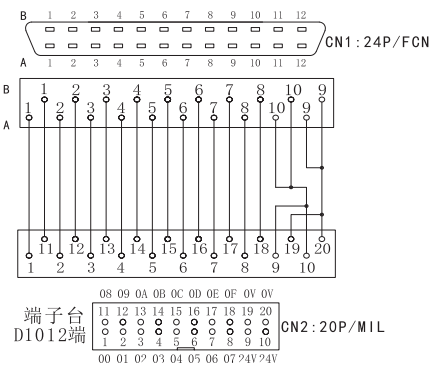 B 1 2 3 4 5 6 7 8 9 10 11 12
CN1:24P/FCN
A 1 2 3 4 5 6 7 8 9 10 11 12
B 1 2 3 4 5 6 7 8 10 9
A 1 2 3 4 5 6 7 8 10 9
11 12 13 14 15 16 17 18 19 20
1 2 3 4 5 6 7 8 9 10
08 09 0A 0B 0C 0D 0E 0F 0V 0V
端子台 11 12 13 14 15 16 17 18 19 20
CN2:20P/MIL
D1012端 1 2 3 4 5 6 7 8 9 10
00 01 02 03 04 05 06 07 24V 24V